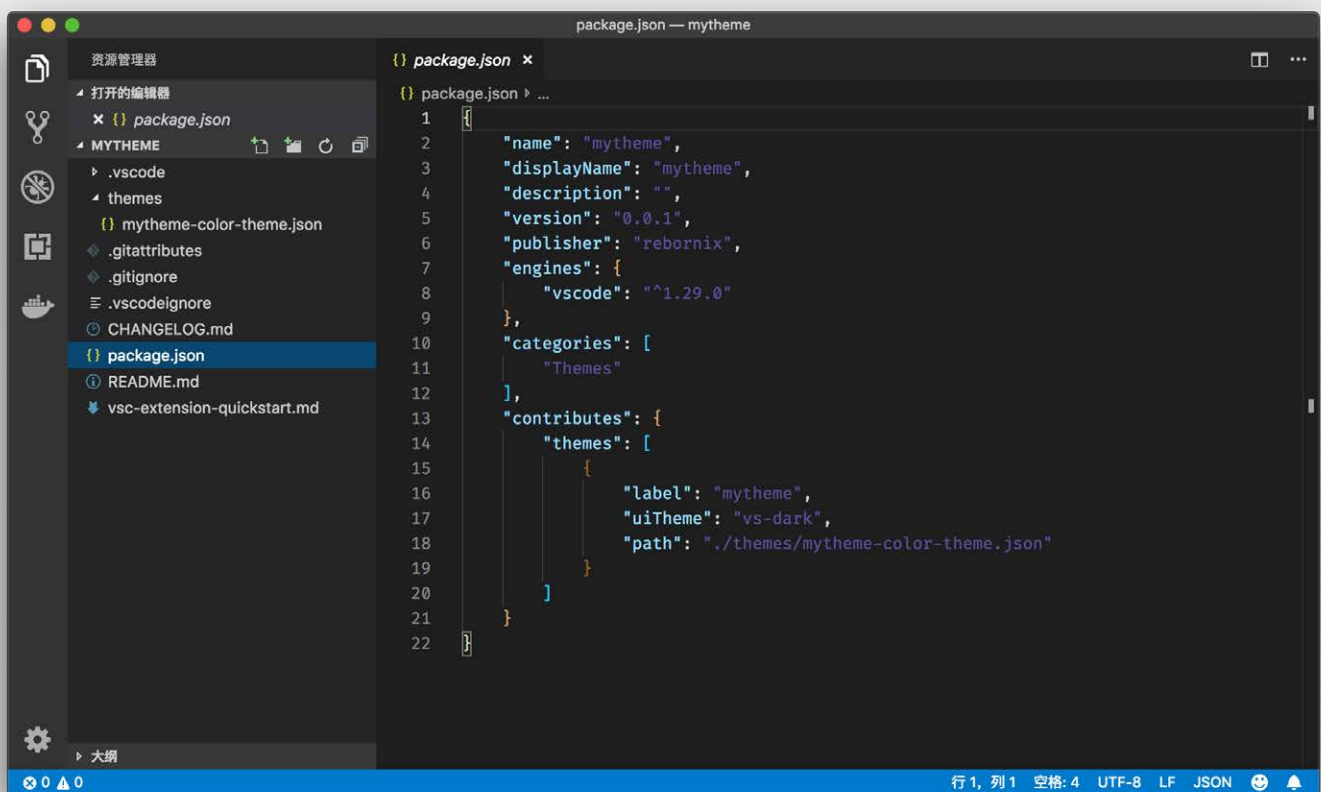 package.json — mytheme
资源管理器
打开的编辑器
{} package.json
MYTHEME
.vscode
themes
{} mytheme-color-theme.json
.gitattributes
.gitignore
.vscodeignore
CHANGELOG.md
{} package.json
README.md
vsc-extension-quickstart.md
大纲
{} package.json ×
{} package.json ▸ ...
1 {
2 "name": "mytheme",
3 "displayName": "mytheme",
4 "description": "",
5 "version": "0.0.1",
6 "publisher": "rebornix",
7 "engines": {
8 "vscode": "^1.29.0"
9 },
10 "categories": [
11 "Themes"
12 ],
13 "contributes": {
14 "themes": [
15 {
16 "label": "mytheme",
17 "uiTheme": "vs-dark",
18 "path": "./themes/mytheme-color-theme.json"
19 }
20 ]
21 }
22 }
0 0
行 1, 列 1 空格: 4 UTF-8 LF JSON